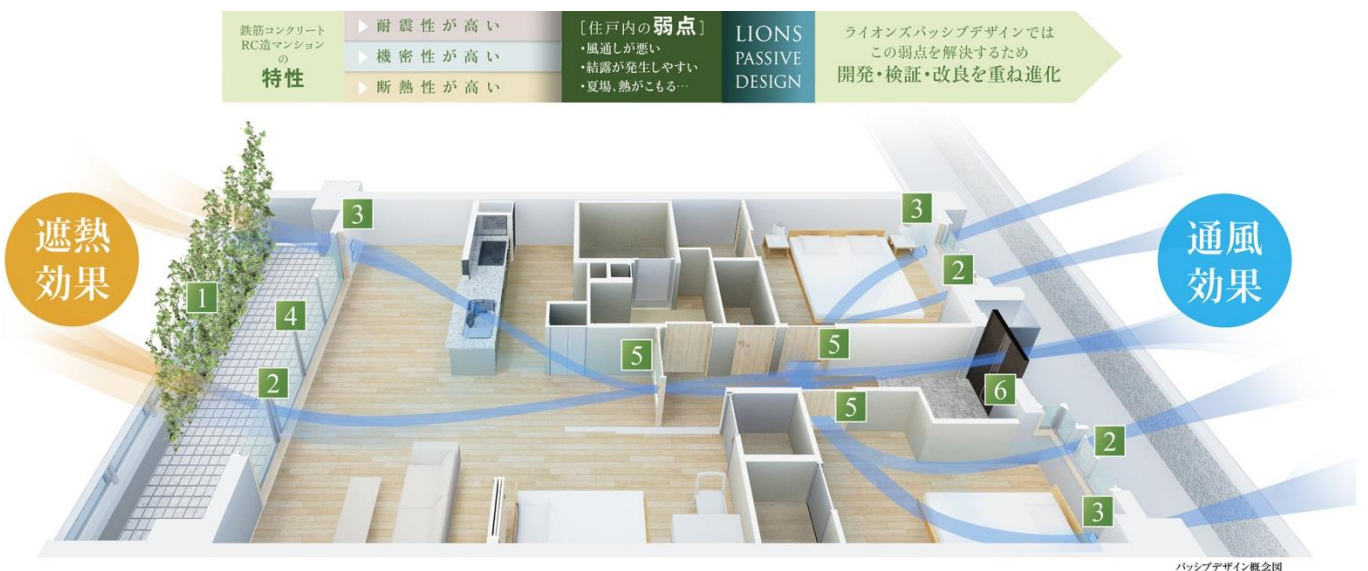 鉄筋コンクリート
RC造マンション
の
特性
▶ 耐震性が高い
▶ 機密性が高い
▶ 断熱性が高い
[住戸内の弱点]
・風通しが悪い
・結露が発生しやすい
・夏場、熱がこもる…
LIONS
PASSIVE
DESIGN
ライオンズパッシブデザインでは
この弱点を解決するため
開発・検証・改良を重ね進化
遮熱
効果
通風
効果
1
2
4
3
5
5
5
3
2
6
2
3
パッシブデザイン概念図